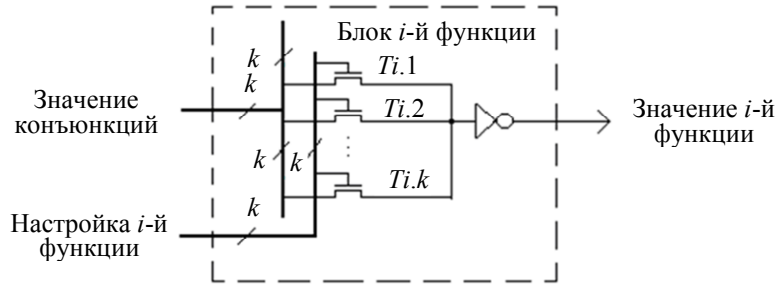 Блок i-й функции
k
Ti.1
k
Значение
конъюнкций
Ti.2
Значение i-й
функции
k
k
Ti.k
k
Настройка i-й
функции